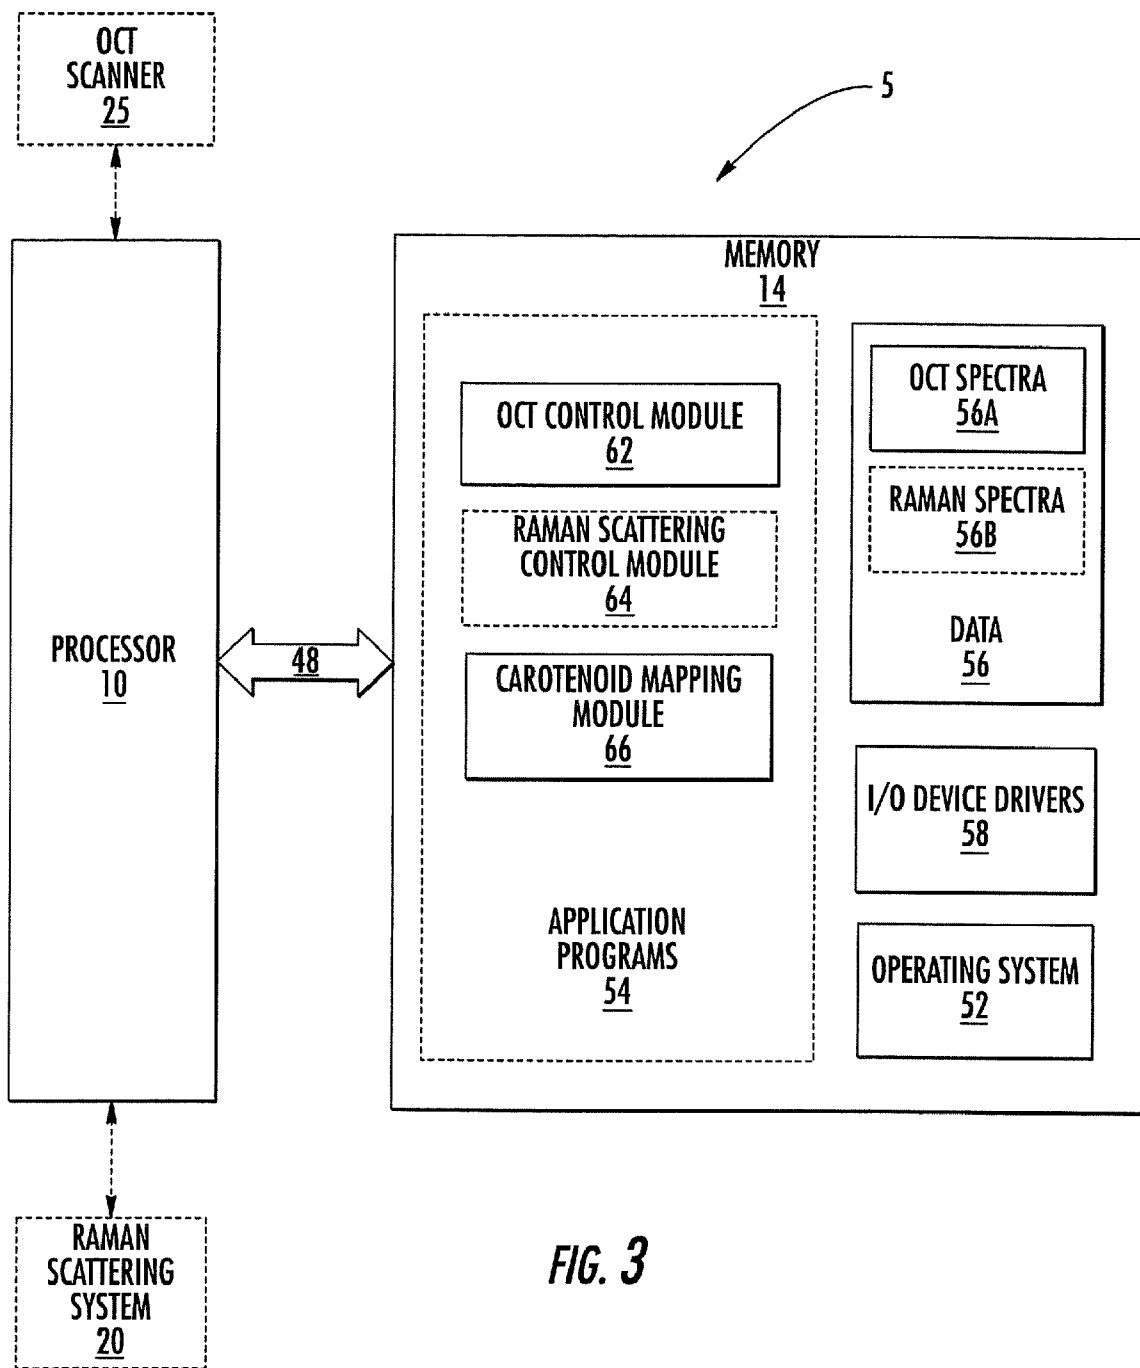 OCT
SCANNER
25
5
MEMORY
14
OCT SPECTRA
56A
OCT CONTROL MODULE
62
RAMAN SPECTRA
56B
RAMAN SCATTERING
CONTROL MODULE
64
DATA
56
PROCESSOR
10
48
CAROTENOID MAPPING
MODULE
66
I/O DEVICE DRIVERS
58
APPLICATION
PROGRAMS
54
OPERATING SYSTEM
52
RAMAN
SCATTERING
SYSTEM
20
FIG. 3